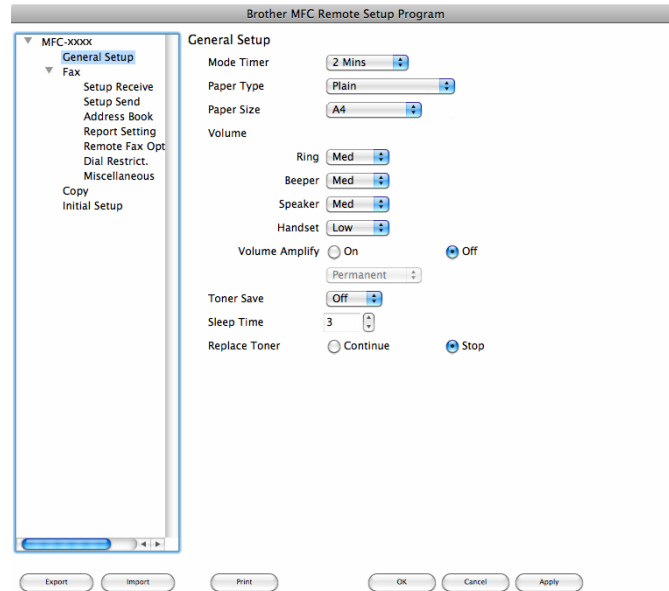 Brother MFC Remote Setup Program
MFC-XXXX
General Setup
Fax
Setup Receive
Setup Send
Address Book
Report Setting
Remote Fax Opt
Dial Restrict.
Miscellaneous
Copy
Initial Setup
General Setup
Mode Timer 2 Mins
Paper Type Plain
Paper Size A4
Volume
Ring Med
Beeper Med
Speaker Med
Handset Low
Volume Amplify On Off
Permanent
Toner Save Off
Sleep Time 3
Replace Toner Continue Stop
Export Import Print OK Cancel Apply